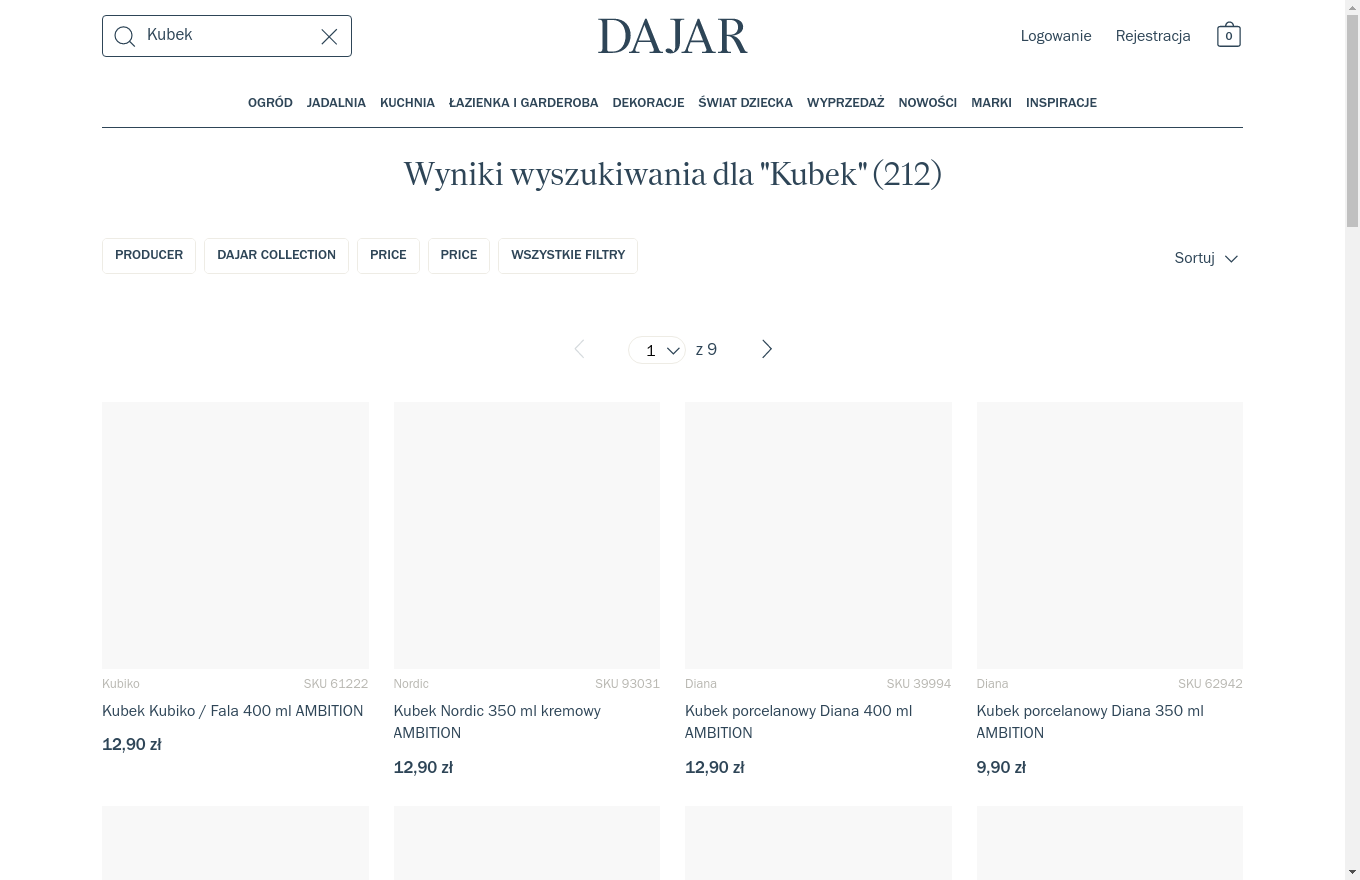 Kubek
DAJAR
Logowanie
Rejestracja
0
OGRÓD JADALNIA KUCHNIA ŁAZIENKA I GARDEROBA DEKORACJE ŚWIAT DZIECKA WYPRZEDAŻ NOWOŚCI MARKI INSPIRACJE
Wyniki wyszukiwania dla "Kubek" (212)
PRODUCER
DAJAR COLLECTION
PRICE
PRICE
WSZYSTKIE FILTRY
Sortuj
1 z 9
Kubiko SKU 61222
Kubek Kubiko / Fala 400 ml AMBITION
12,90 zł
Nordic SKU 93031
Kubek Nordic 350 ml kremowy
AMBITION
12,90 zł
Diana SKU 39994
Kubek porcelanowy Diana 400 ml
AMBITION
12,90 zł
Diana SKU 62942
Kubek porcelanowy Diana 350 ml
AMBITION
9,90 zł